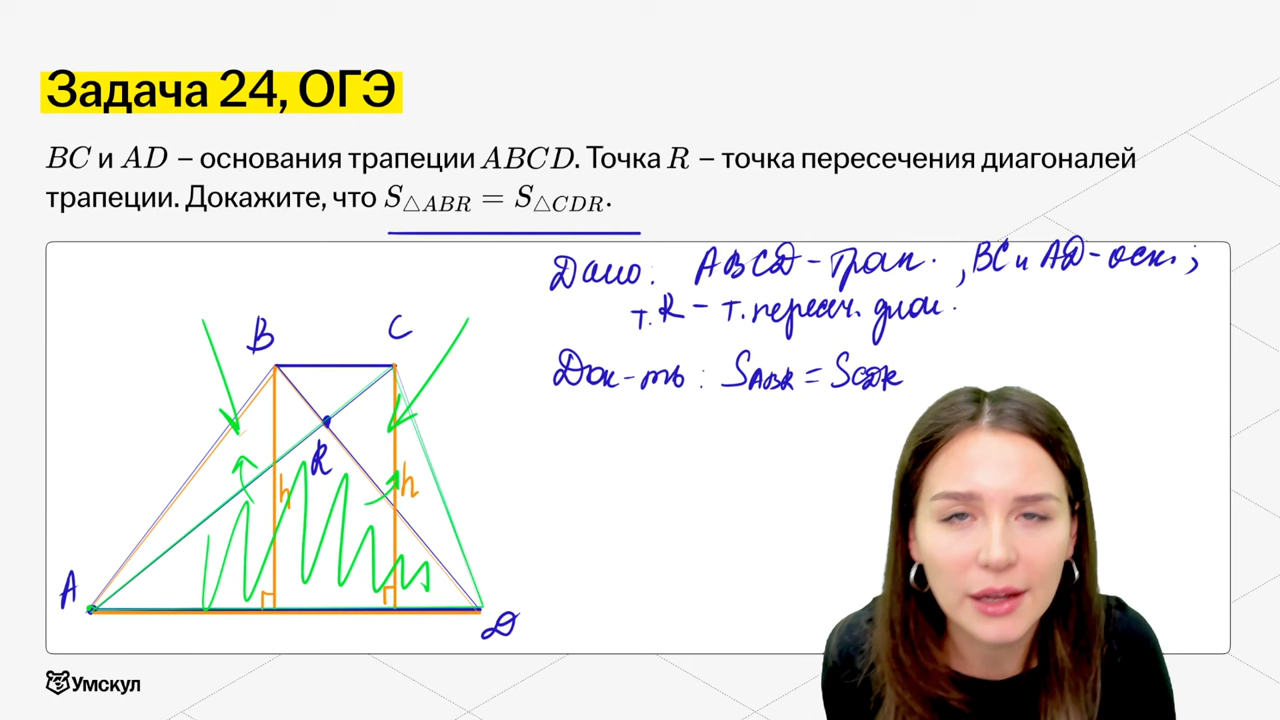 Задача 24, ОГЭ
BC и AD – основания трапеции ABCD. Точка R – точка пересечения диагоналей
трапеции. Докажите, что S△ABR = S△CDR.
Дано: ABCD - трап. , BC и AD - осн. ;
т. R - т. пересеч. диаг.
Док-ть: SABR = SCDR
B C
R
h h
A
D
Умскул